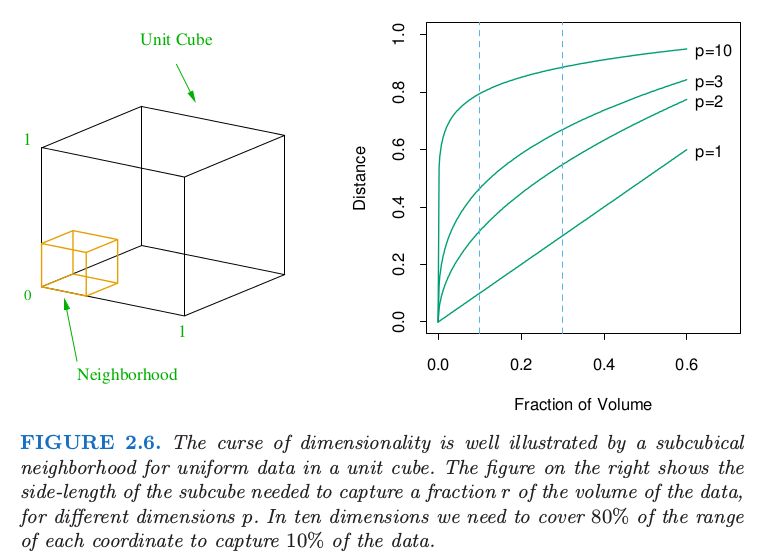 Unit Cube
1
0
1
Neighborhood
1.0
0.8
0.6
0.4
0.2
0.0
Distance
p=10
p=3
p=2
p=1
0.0 0.2 0.4 0.6
Fraction of Volume
FIGURE 2.6. The curse of dimensionality is well illustrated by a subcubical
neighborhood for uniform data in a unit cube. The figure on the right shows the
side-length of the subcube needed to capture a fraction r of the volume of the data,
for different dimensions p. In ten dimensions we need to cover 80% of the range
of each coordinate to capture 10% of the data.